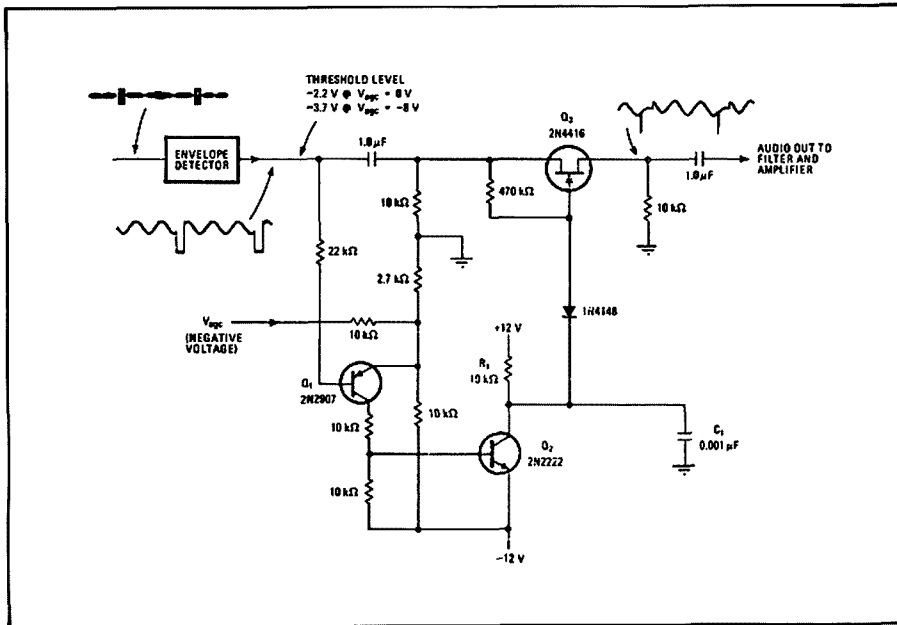 THRESHOLD LEVEL
−2.2 V @ Vagc = 0 V
−3.7 V @ Vagc = −8 V
ENVELOPE
DETECTOR
1.0 µF
Q3
2N4416
AUDIO OUT TO
FILTER AND
AMPLIFIER
1.0 µF
10 kΩ
470 kΩ
10 kΩ
22 kΩ
2.7 kΩ
Vagc
(NEGATIVE
VOLTAGE)
10 kΩ
1N4148
+12 V
R1
10 kΩ
Q1
2N2907
10 kΩ
10 kΩ
Q2
2N2222
C1
0.001 µF
10 kΩ
−12 V